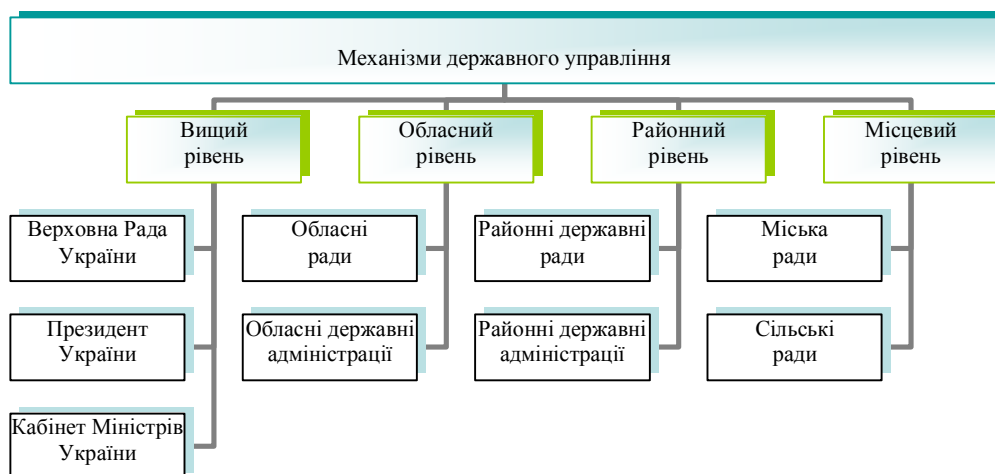 Механізми державного управління
Вищий
рівень
Обласний
рівень
Районний
рівень
Місцевий
рівень
Верховна Рада
України
Обласні
ради
Районні державні
ради
Міська
ради
Президент
України
Обласні державні
адміністрації
Районні державні
адміністрації
Сільські
ради
Кабінет Міністрів
України